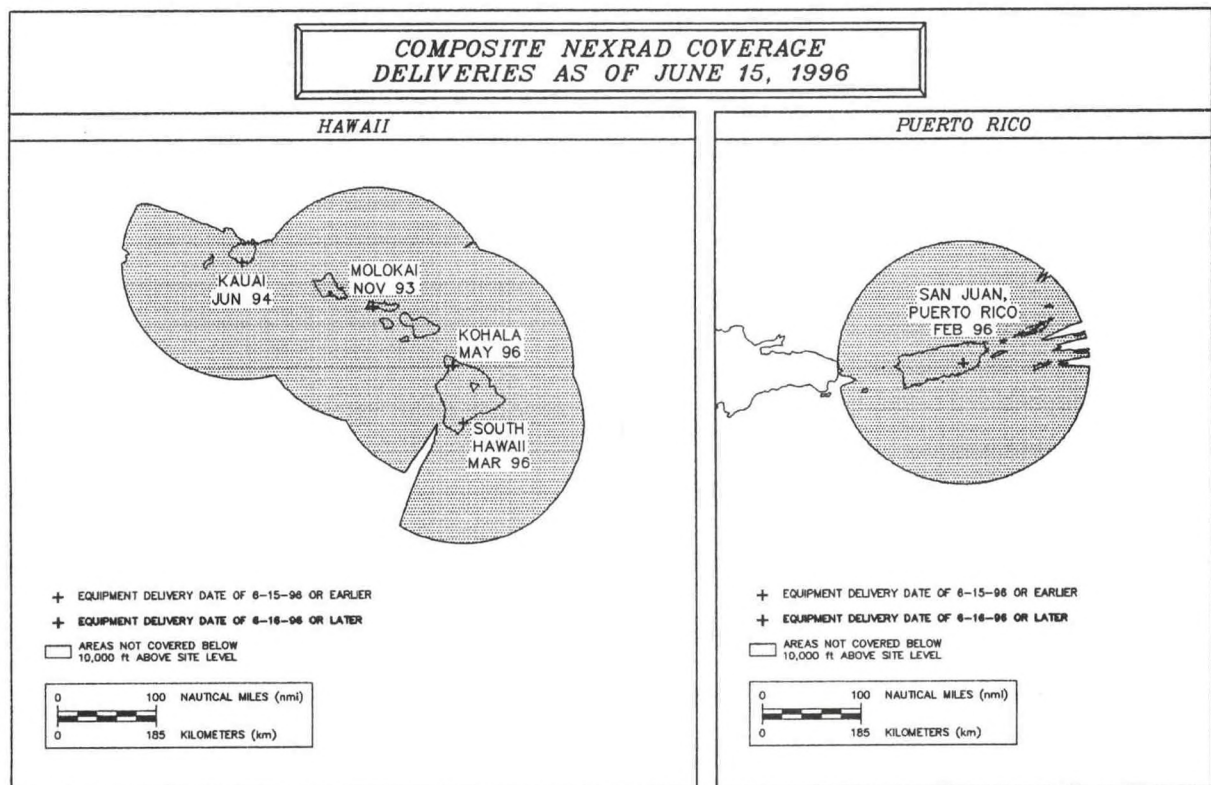 COMPOSITE NEXRAD COVERAGE
DELIVERIES AS OF JUNE 15, 1996
HAWAII
KAUAI
JUN 94
MOLOKAI
NOV 93
KOHALA
MAY 96
SOUTH
HAWAII
MAR 96
+ EQUIPMENT DELIVERY DATE OF 6-15-96 OR EARLIER
+ EQUIPMENT DELIVERY DATE OF 6-16-96 OR LATER
AREAS NOT COVERED BELOW
10,000 ft ABOVE SITE LEVEL
0 100 NAUTICAL MILES (nmi)
0 185 KILOMETERS (km)
PUERTO RICO
SAN JUAN,
PUERTO RICO
FEB 96
+ EQUIPMENT DELIVERY DATE OF 6-15-96 OR EARLIER
+ EQUIPMENT DELIVERY DATE OF 6-16-96 OR LATER
AREAS NOT COVERED BELOW
10,000 ft ABOVE SITE LEVEL
0 100 NAUTICAL MILES (nmi)
0 185 KILOMETERS (km)